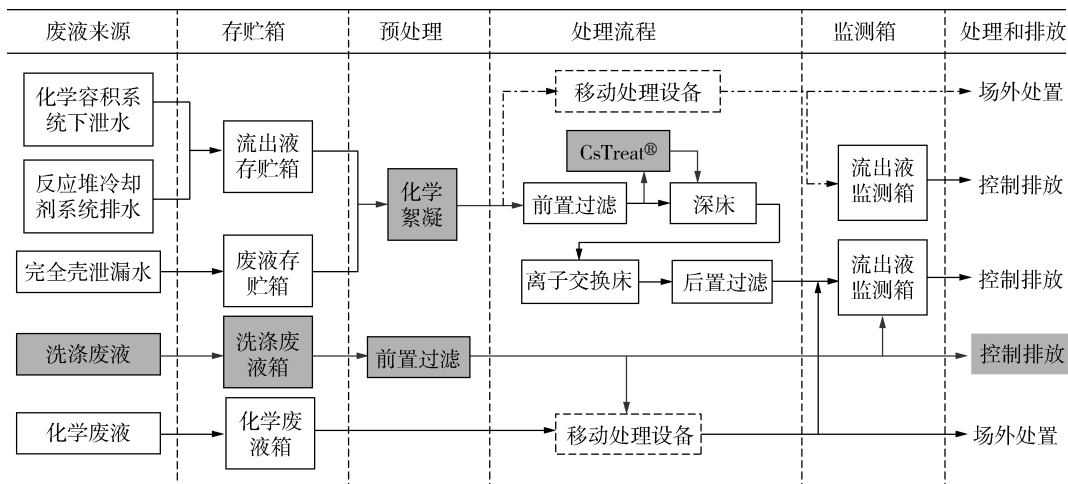 废液来源
存贮箱
预处理
处理流程
监测箱
处理和排放
化学容积系
统下泄水
反应堆冷却
剂系统排水
流出液
存贮箱
化学
絮凝
移动处理设备
CsTreat®
前置过滤
深床
场外处置
流出液
监测箱
控制排放
完全壳泄漏水
废液存
贮箱
离子交换床
后置过滤
流出液
监测箱
控制排放
洗涤废液
洗涤废
液箱
前置过滤
控制排放
化学废液
化学废
液箱
移动处理设备
场外处置